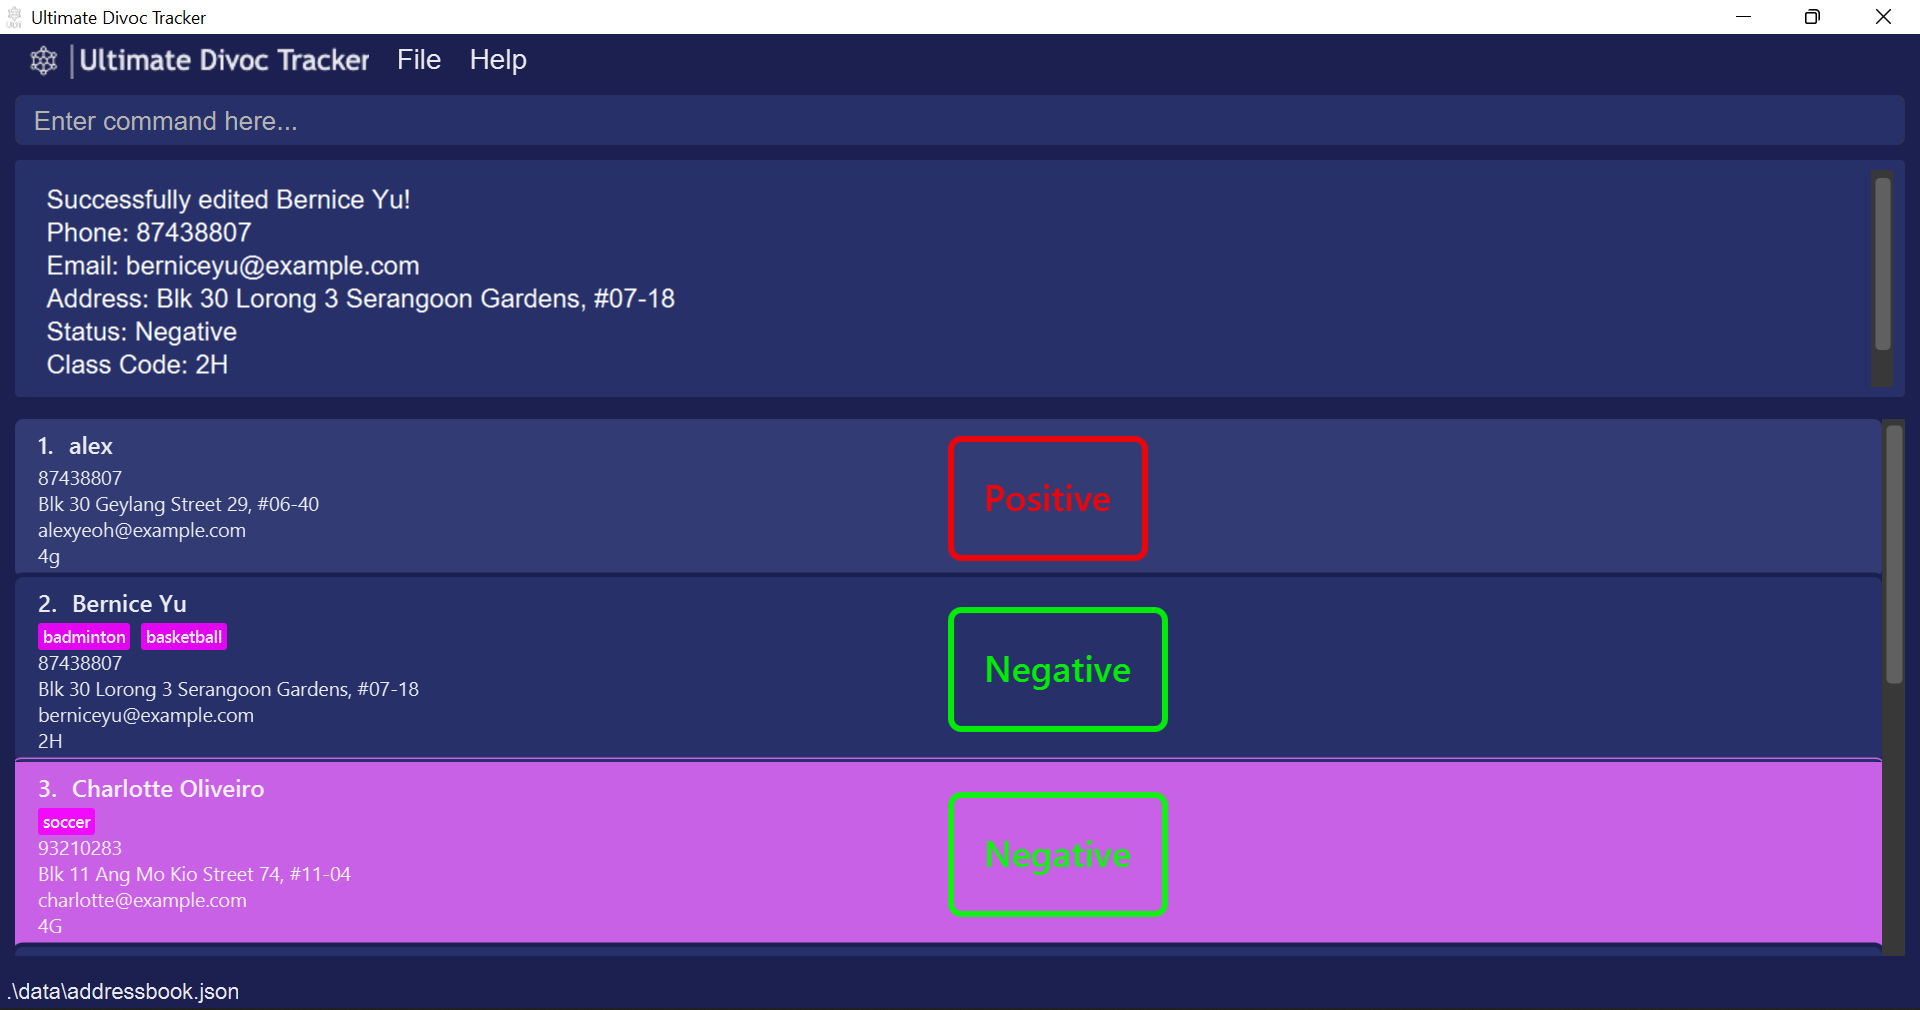 Ultimate Divoc Tracker
Ultimate Divoc Tracker File Help
Enter command here...
Successfully edited Bernice Yu!
Phone: 87438807
Email: berniceyu@example.com
Address: Blk 30 Lorong 3 Serangoon Gardens, #07-18
Status: Negative
Class Code: 2H
1. alex
87438807
Blk 30 Geylang Street 29, #06-40
alexyeoh@example.com
4g
Positive
2. Bernice Yu
badminton basketball
87438807
Blk 30 Lorong 3 Serangoon Gardens, #07-18
berniceyu@example.com
2H
Negative
3. Charlotte Oliveiro
soccer
93210283
Blk 11 Ang Mo Kio Street 74, #11-04
charlotte@example.com
4G
Negative
.\data\addressbook.json